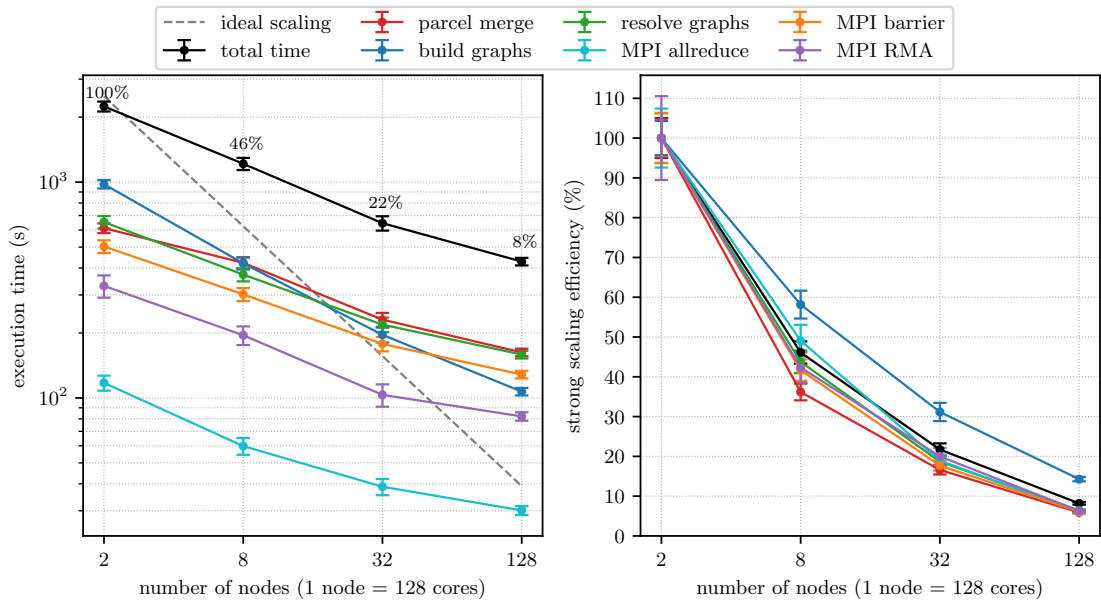 ideal scaling
total time
parcel merge
build graphs
resolve graphs
MPI allreduce
MPI barrier
MPI RMA
execution time (s)
10³
10²
100%
46%
22%
8%
2
8
32
128
number of nodes (1 node = 128 cores)
strong scaling efficiency (%)
110
100
90
80
70
60
50
40
30
20
10
0
2
8
32
128
number of nodes (1 node = 128 cores)